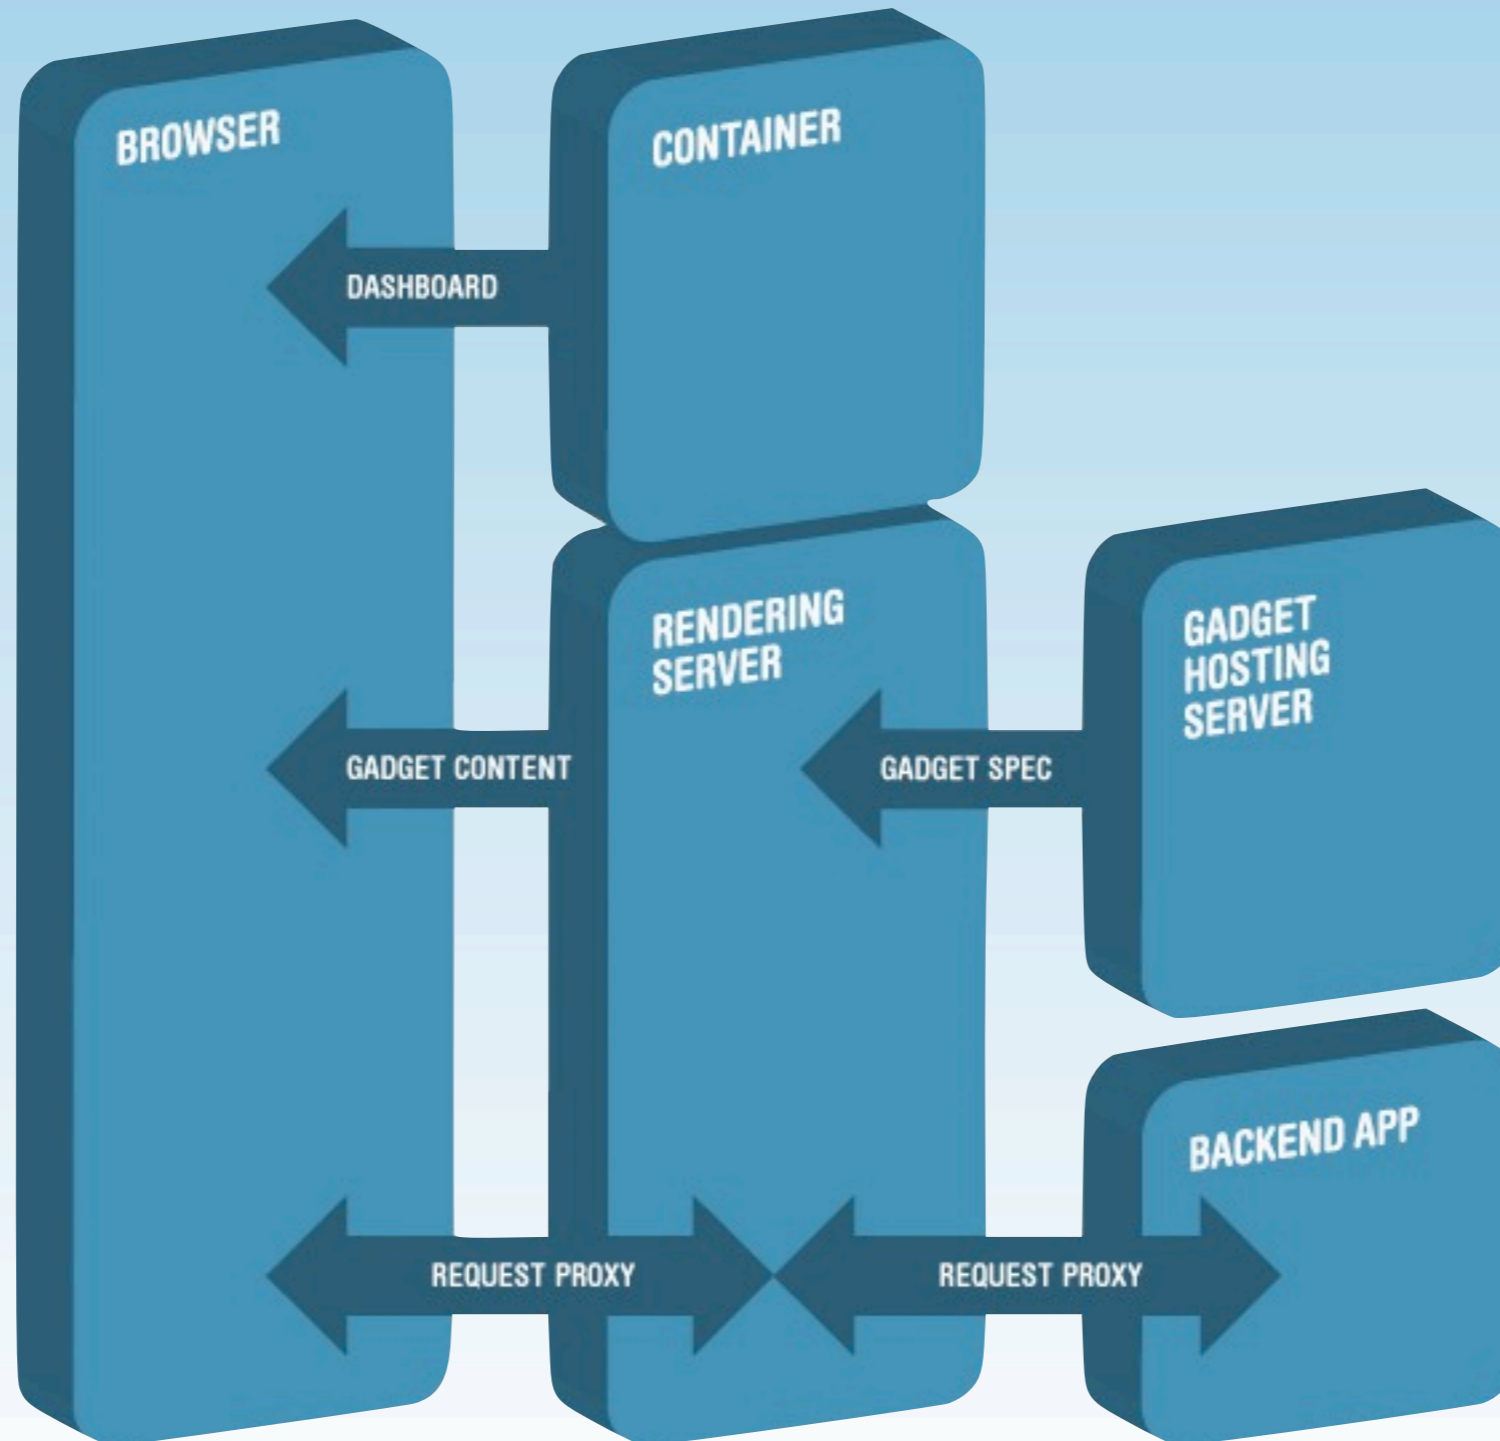 BROWSER
CONTAINER
DASHBOARD
RENDERING
SERVER
GADGET
HOSTING
SERVER
GADGET CONTENT
GADGET SPEC
BACKEND APP
REQUEST PROXY
REQUEST PROXY